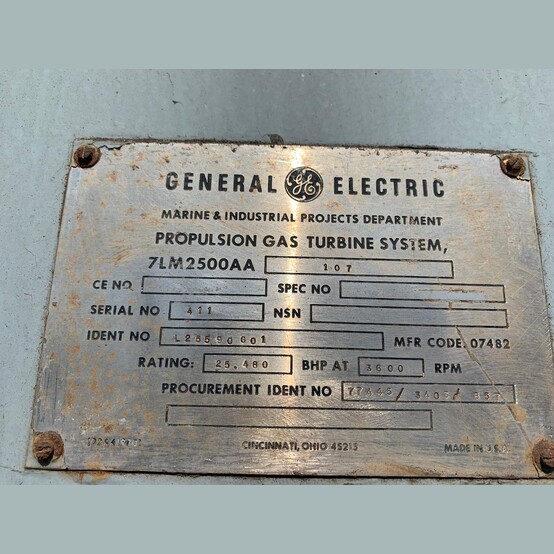 GENERAL GE ELECTRIC
MARINE & INDUSTRIAL PROJECTS DEPARTMENT
PROPULSION GAS TURBINE SYSTEM,
7LM2500AA 107
CE NO. SPEC NO
SERIAL NO NSN
IDENT NO L28590601 MFR CODE. 07482
RATING: 25,480 BHP AT 3600 RPM
PROCUREMENT IDENT NO
CINCINNATI, OHIO 45215 MADE IN